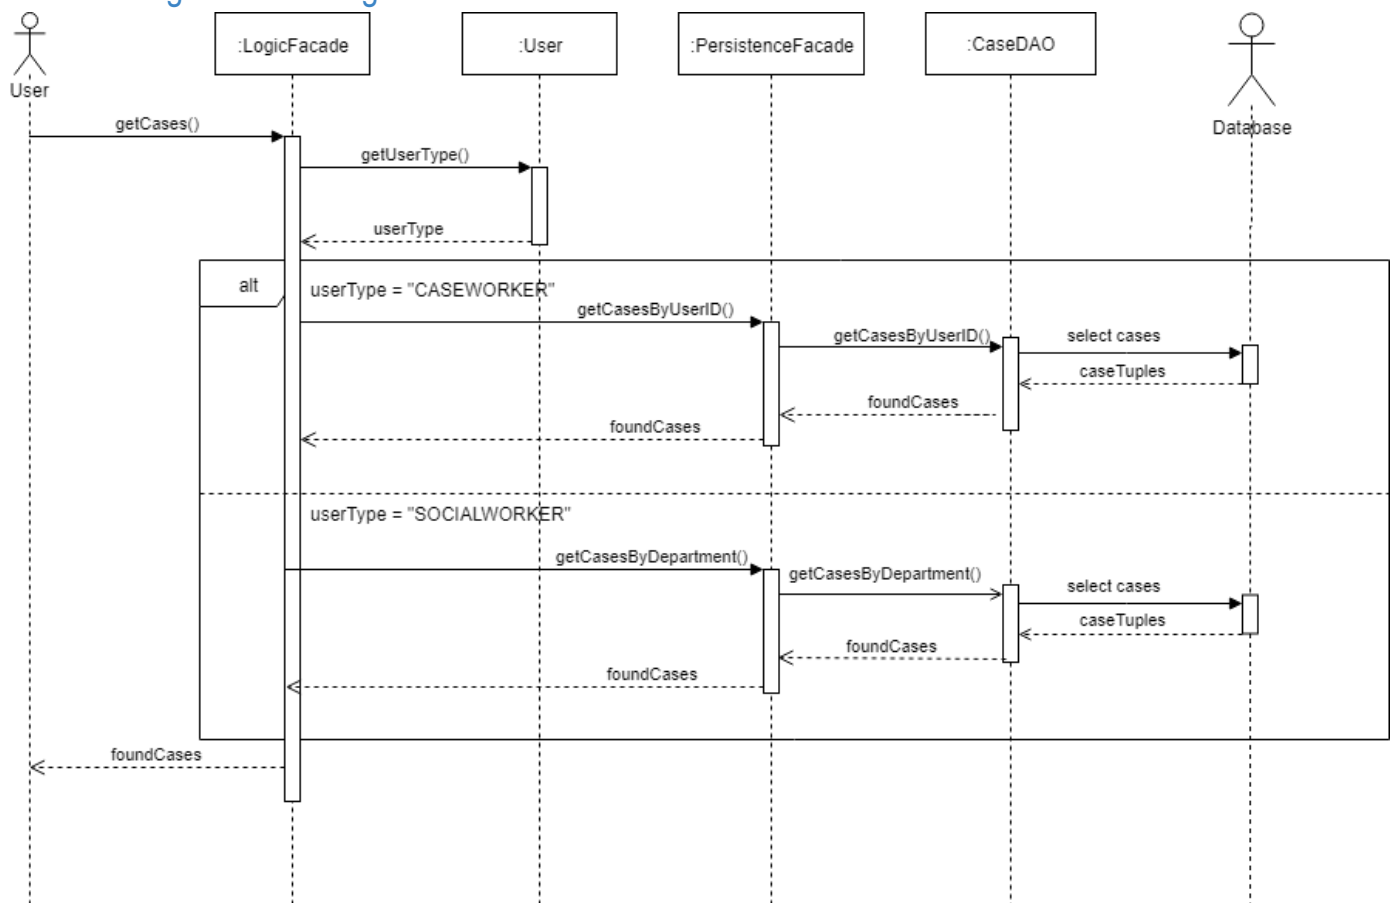 :LogicFacade
:User
:PersistenceFacade
:CaseDAO
User
Database
getCases()
getUserType()
userType
alt
userType = "CASEWORKER"
getCasesByUserID()
getCasesByUserID()
select cases
caseTuples
foundCases
foundCases
userType = "SOCIALWORKER"
getCasesByDepartment()
getCasesByDepartment()
select cases
caseTuples
foundCases
foundCases
foundCases